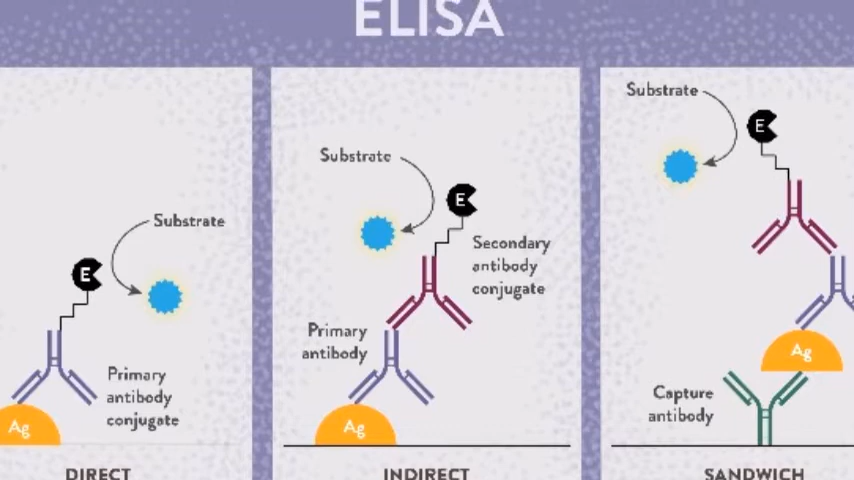 ELISA
Substrate
E
Primary
antibody
conjugate
Ag
DIRECT
Substrate
E
Secondary
antibody
conjugate
Primary
antibody
Ag
INDIRECT
Substrate
E
Ag
Capture
antibody
SANDWICH